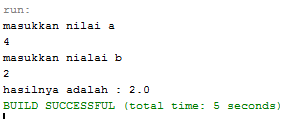 run:
masukkan nilai a
4
masukkan nialai b
2
hasilnya adalah : 2.0
BUILD SUCCESSFUL (total time: 5 seconds)